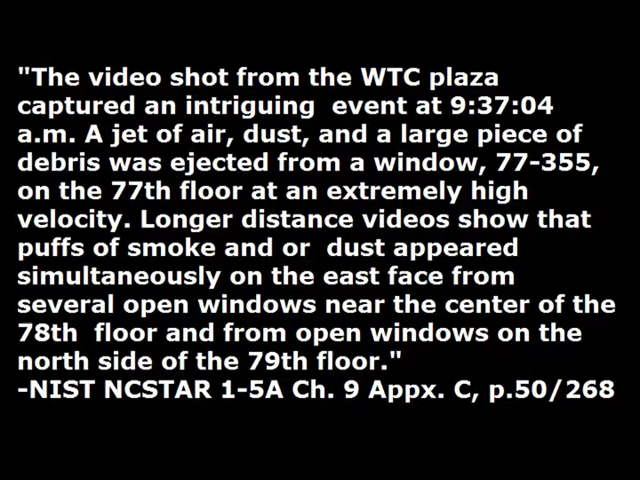 "The video shot from the WTC plaza
captured an intriguing  event at 9:37:04
a.m. A jet of air, dust, and a large piece of
debris was ejected from a window, 77-355,
on the 77th floor at an extremely high
velocity. Longer distance videos show that
puffs of smoke and or  dust appeared
simultaneously on the east face from
several open windows near the center of the
78th  floor and from open windows on the
north side of the 79th floor."
-NIST NCSTAR 1-5A Ch. 9 Appx. C, p.50/268